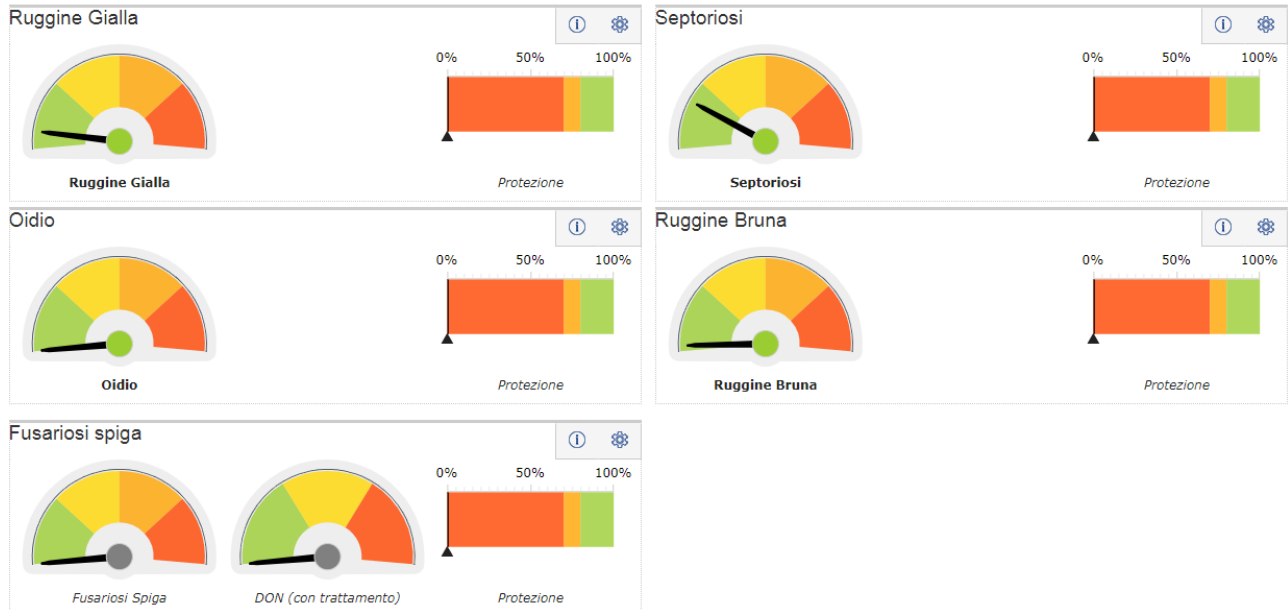 Ruggine Gialla
0% 50% 100%
Ruggine Gialla
Protezione
Septoriosi
0% 50% 100%
Septoriosi
Protezione
Oidio
0% 50% 100%
Oidio
Protezione
Ruggine Bruna
0% 50% 100%
Ruggine Bruna
Protezione
Fusariosi spiga
0% 50% 100%
Fusariosi Spiga
DON (con trattamento)
Protezione